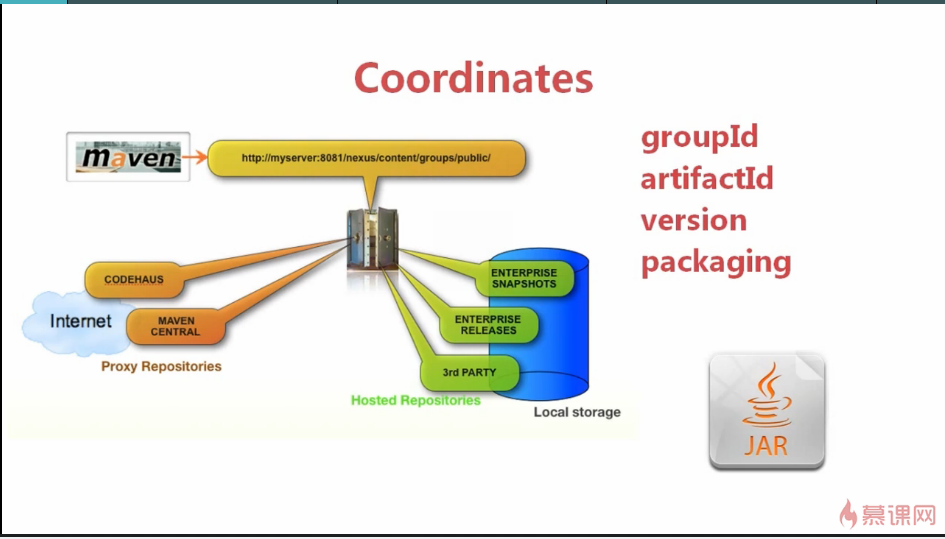 Coordinates
maven
http://myserver:8081/nexus/content/groups/public/
groupId
artifactId
version
packaging
CODEHAUS
Internet
MAVEN
CENTRAL
Proxy Repositories
ENTERPRISE
SNAPSHOTS
ENTERPRISE
RELEASES
3rd PARTY
Hosted Repositories
Local storage
JAR
慕课网